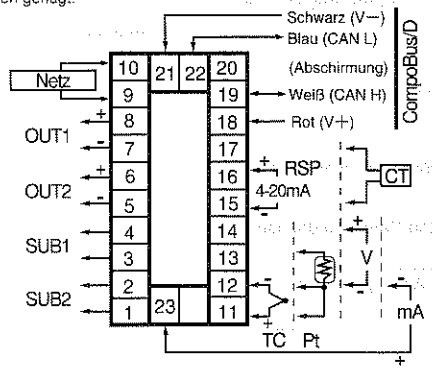 en genügt.
Schwarz (V−)
Blau (CAN L)
(Abschirmung)
Weiß (CAN H)
Rot (V+)
CompoBus/D
Netz
10 21 22 20
9 19
8 18
7 17
6 16
5 15
4 14
3 13
2 12
1 23 11
+
OUT1
-
+
OUT2
-
SUB1
SUB2
+
RSP
4-20mA
-
CT
+
V
-
-
mA
+
-
+
TC Pt